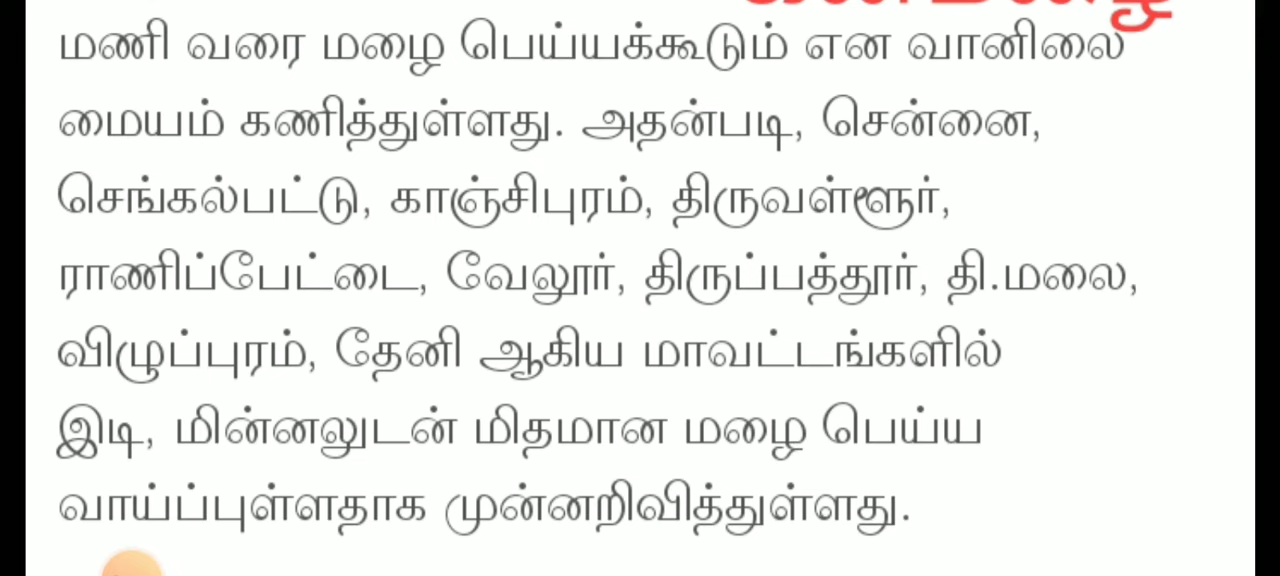 மணி வரை மழை பெய்யக்கூடும் என வானிலை
மையம் கணித்துள்ளது. அதன்படி, சென்னை,
செங்கல்பட்டு, காஞ்சிபுரம், திருவள்ளூர்,
ராணிப்பேட்டை, வேலூர், திருப்பத்தூர், தி.மலை,
விழுப்புரம், தேனி ஆகிய மாவட்டங்களில்
இடி, மின்னலுடன் மிதமான மழை பெய்ய
வாய்ப்புள்ளதாக முன்னறிவித்துள்ளது.